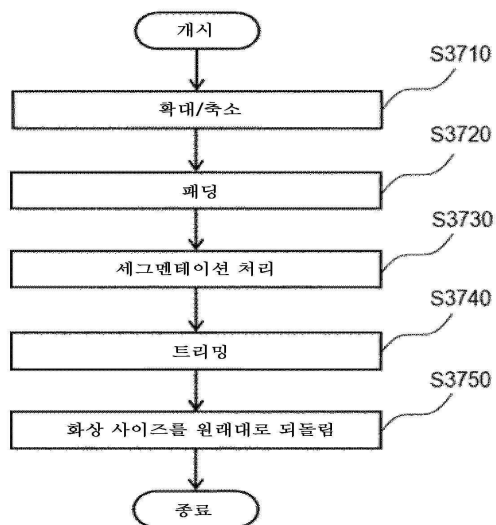 개시
S3710
확대/축소
S3720
패딩
S3730
세그멘테이션 처리
S3740
트리밍
S3750
화상 사이즈를 원래대로 되돌림
종료